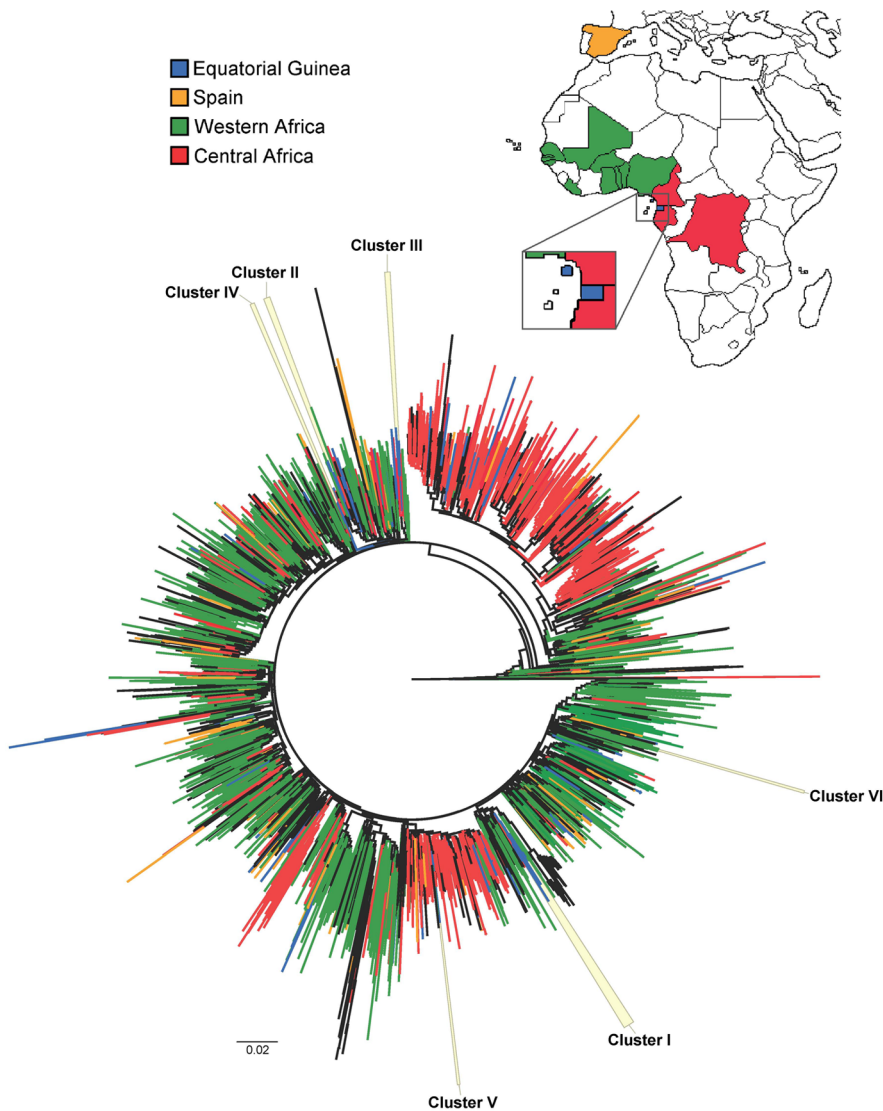 Equatorial Guinea
Spain
Western Africa
Central Africa
Cluster III
Cluster II
Cluster IV
Cluster VI
Cluster I
0.02
Cluster V